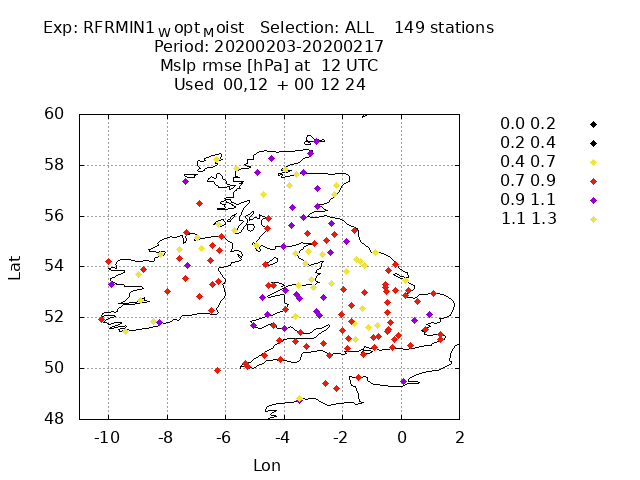 Exp: RFRMIN1WoptMoist   Selection: ALL    149 stations
Period: 20200203-20200217
Mslp rmse [hPa] at  12 UTC
Used  00,12  + 00 12 24
0.0 0.2
0.2 0.4
0.4 0.7
0.7 0.9
0.9 1.1
1.1 1.3
60
58
56
54
52
50
48
Lat
-10 -8 -6 -4 -2 0 2
Lon